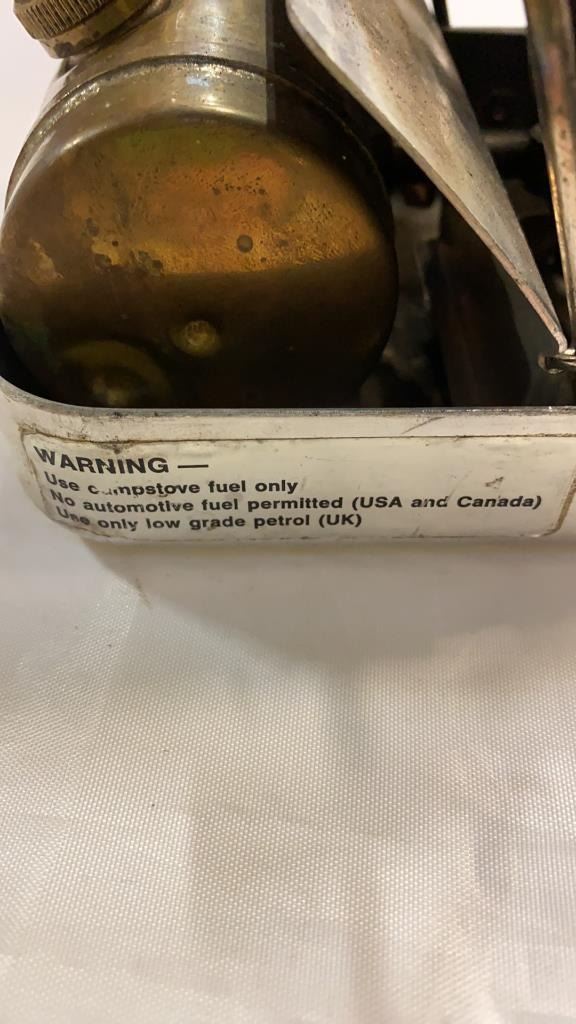 WARNING —
Use campstove fuel only
No automotive fuel permitted (USA and Canada)
Use only low grade petrol (UK)